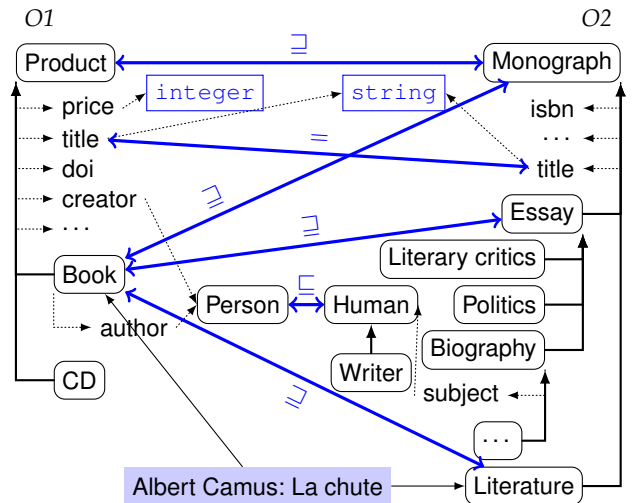 O1 O2
⊒
Product Monograph
price integer string isbn
title = ...
doi title
creator ⊒
... ⊒ Essay
Book Literary critics
⊑
Person Human Politics
author Biography
Writer
CD ⊒ subject
...
Albert Camus: La chute Literature